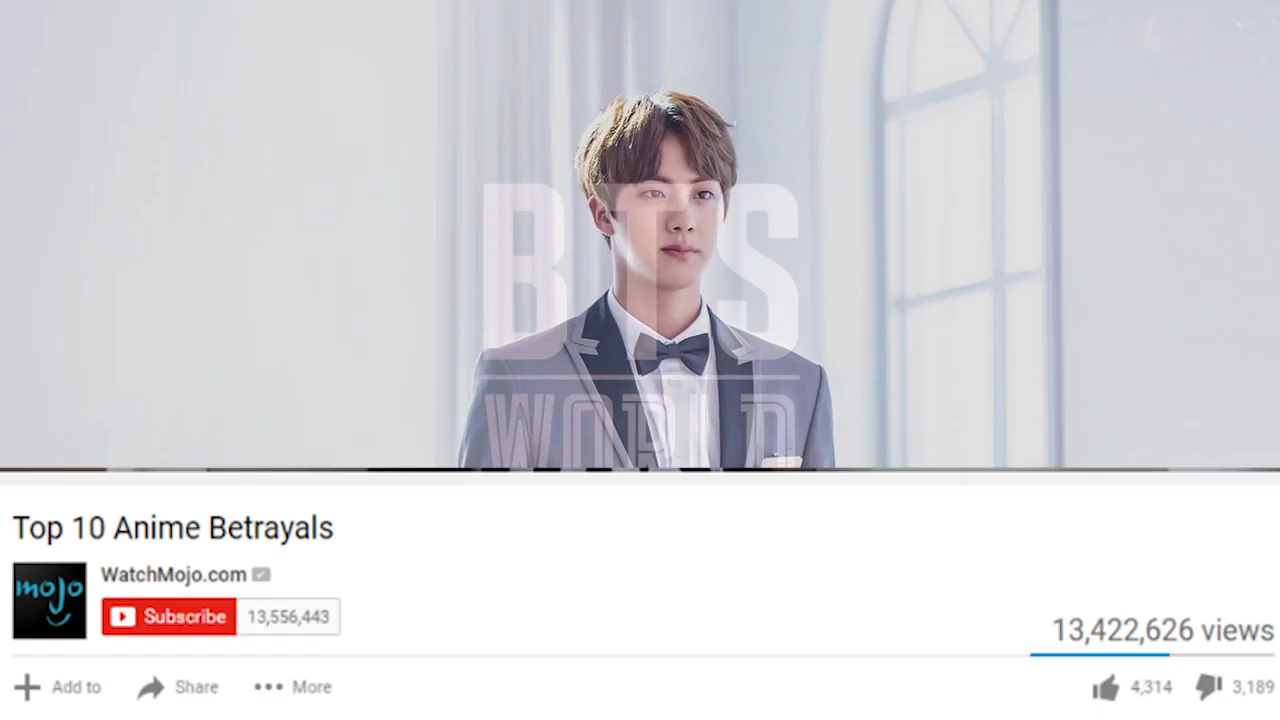 BTS
WORLD
Top 10 Anime Betrayals
mojo
WatchMojo.com
Subscribe 13,556,443
13,422,626 views
Add to Share More
4,314 3,189